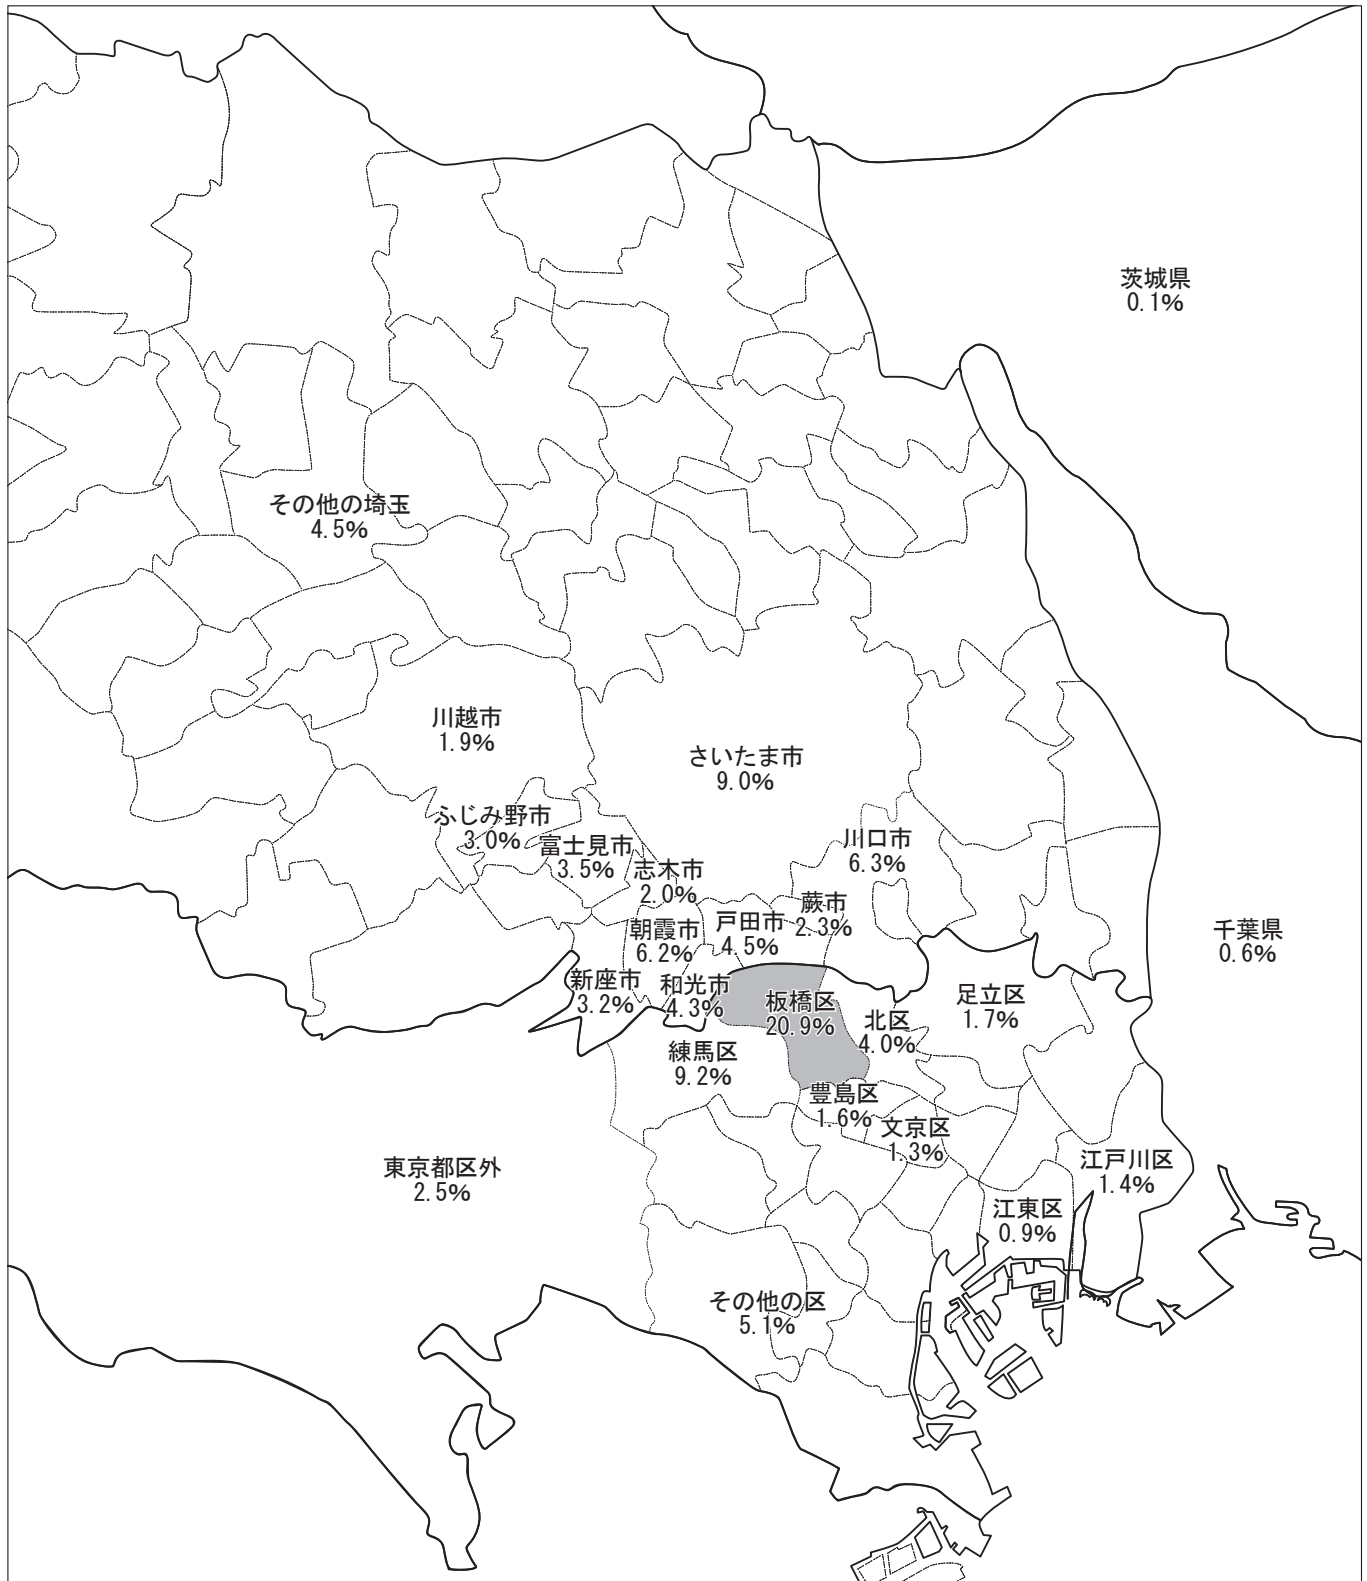 茨城県
0.1%
その他の埼玉
4.5%
川越市
1.9%
さいたま市
9.0%
ふじみ野市
3.0%
富士見市
3.5%
川口市
6.3%
志木市
2.0%
蕨市
2.3%
朝霞市
6.2%
戸田市
4.5%
千葉県
0.6%
新座市
3.2%
和光市
4.3%
板橋区
20.9%
北区
4.0%
足立区
1.7%
練馬区
9.2%
豊島区
1.6%
文京区
1.3%
東京都区外
2.5%
江戸川区
1.4%
江東区
0.9%
その他の区
5.1%